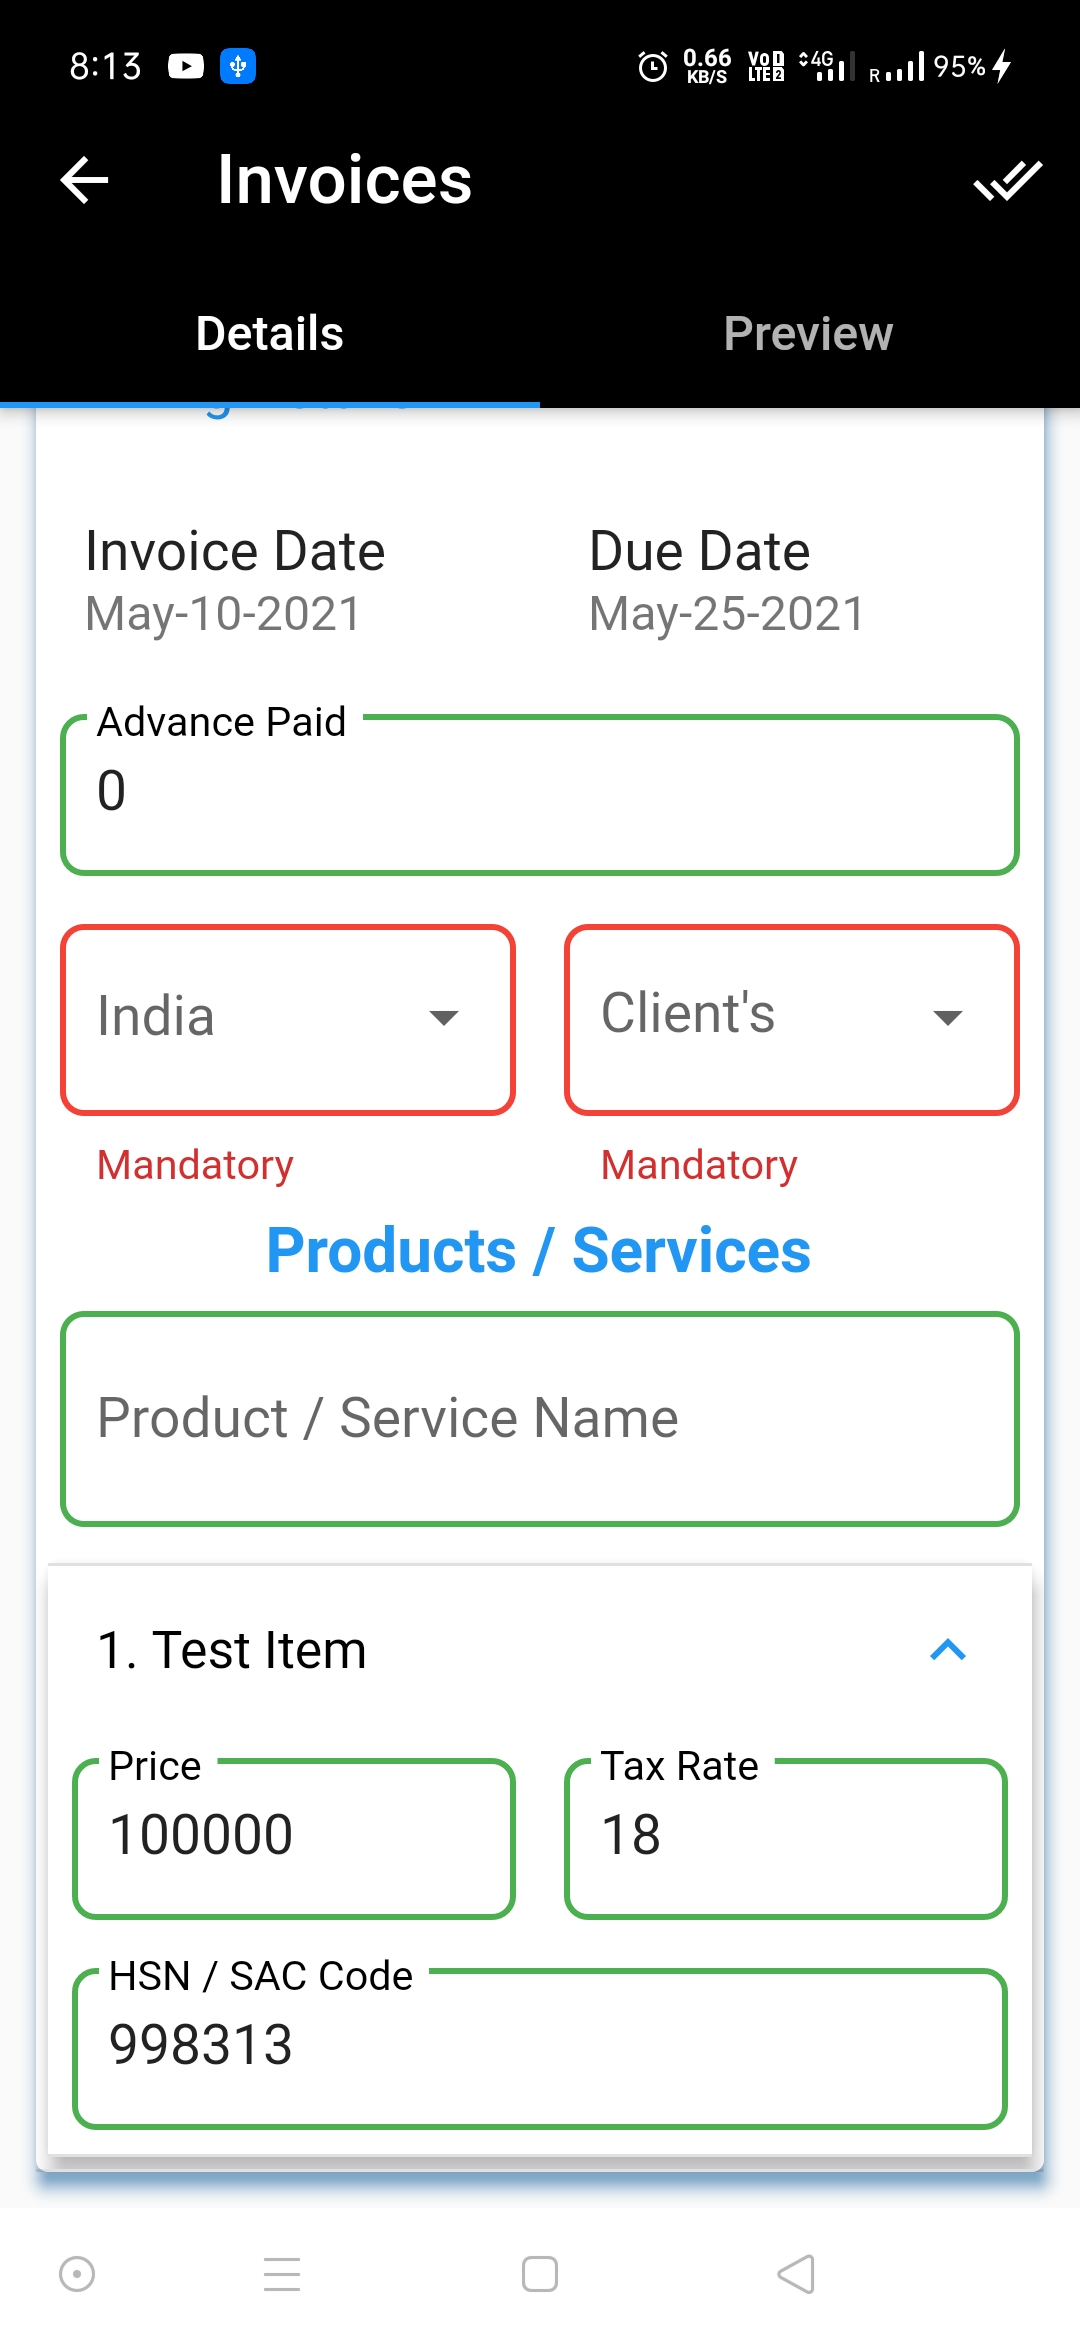 8:13 0.66 KB/S VoLTE 4G R 95%
Invoices
Details Preview
Invoice Date Due Date
May-10-2021 May-25-2021
Advance Paid
0
India Client's
Mandatory Mandatory
Products / Services
Product / Service Name
1. Test Item
Price Tax Rate
100000 18
HSN / SAC Code
998313